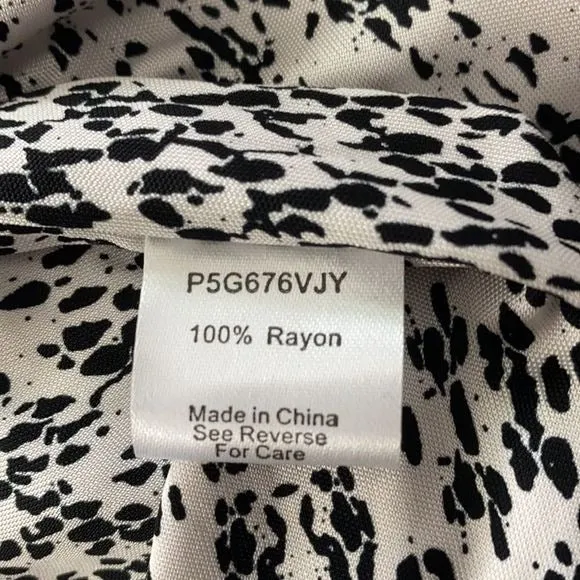 P5G676VJY
100% Rayon
Made in China
See Reverse
For Care